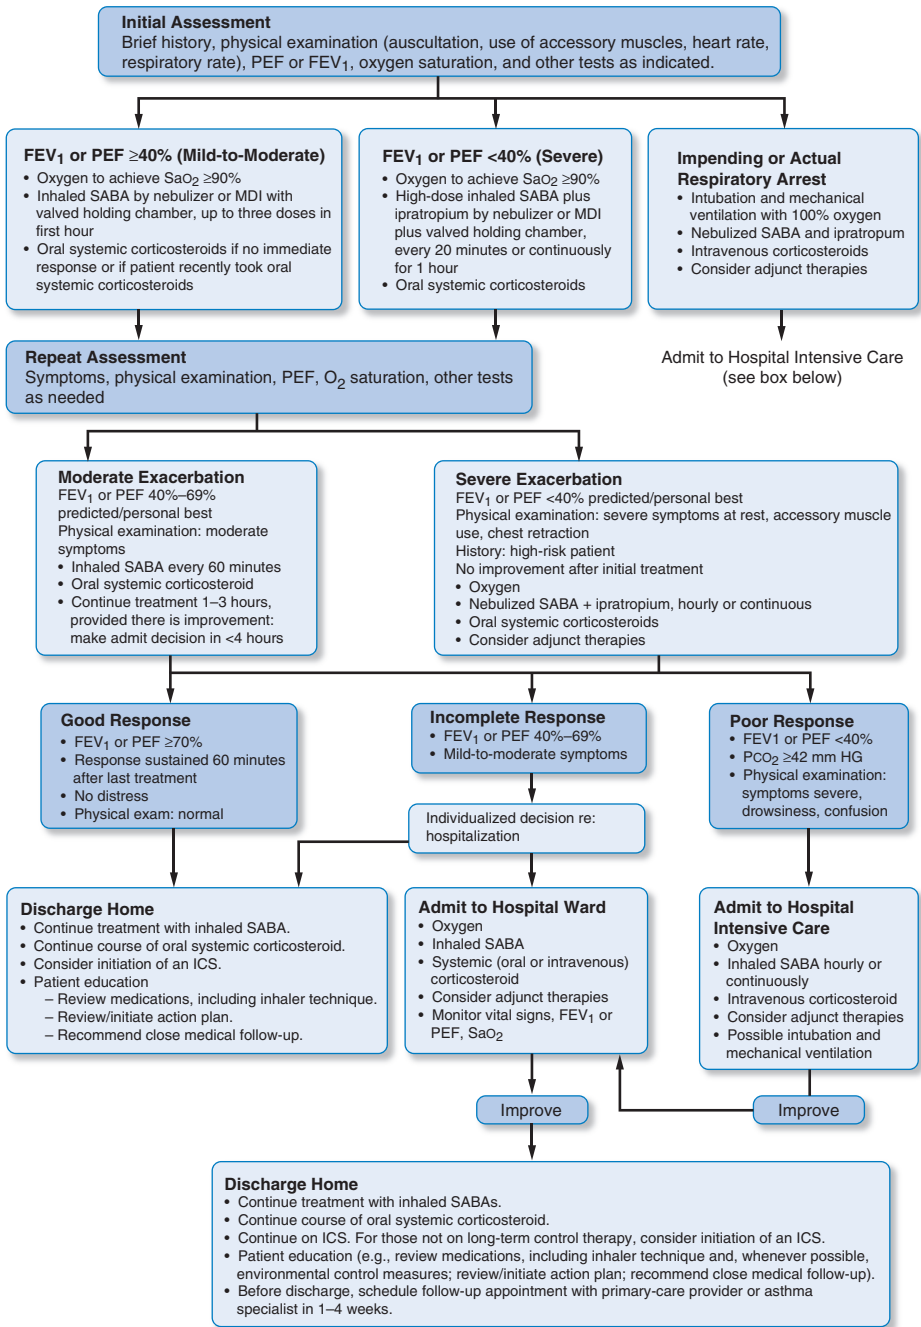 Initial Assessment
Brief history, physical examination (auscultation, use of accessory muscles, heart rate,
respiratory rate), PEF or FEV1, oxygen saturation, and other tests as indicated.
FEV1 or PEF ≥40% (Mild-to-Moderate)
• Oxygen to achieve SaO2 ≥90%
• Inhaled SABA by nebulizer or MDI with
valved holding chamber, up to three doses in
first hour
• Oral systemic corticosteroids if no immediate
response or if patient recently took oral
systemic corticosteroids
FEV1 or PEF <40% (Severe)
• Oxygen to achieve SaO2 ≥90%
• High-dose inhaled SABA plus
ipratropium by nebulizer or MDI
plus valved holding chamber,
every 20 minutes or continuously
for 1 hour
• Oral systemic corticosteroids
Impending or Actual
Respiratory Arrest
• Intubation and mechanical
ventilation with 100% oxygen
• Nebulized SABA and ipratropum
• Intravenous corticosteroids
• Consider adjunct therapies
Repeat Assessment
Symptoms, physical examination, PEF, O2 saturation, other tests
as needed
Admit to Hospital Intensive Care
(see box below)
Moderate Exacerbation
FEV1 or PEF 40%–69%
predicted/personal best
Physical examination: moderate
symptoms
• Inhaled SABA every 60 minutes
• Oral systemic corticosteroid
• Continue treatment 1–3 hours,
provided there is improvement:
make admit decision in <4 hours
Severe Exacerbation
FEV1 or PEF <40% predicted/personal best
Physical examination: severe symptoms at rest, accessory muscle
use, chest retraction
History: high-risk patient
No improvement after initial treatment
• Oxygen
• Nebulized SABA + ipratropium, hourly or continuous
• Oral systemic corticosteroids
• Consider adjunct therapies
Good Response
• FEV1 or PEF ≥70%
• Response sustained 60 minutes
after last treatment
• No distress
• Physical exam: normal
Incomplete Response
• FEV1 or PEF 40%–69%
• Mild-to-moderate symptoms
Poor Response
• FEV1 or PEF <40%
• PCO2 ≥42 mm HG
• Physical examination:
symptoms severe,
drowsiness, confusion
Individualized decision re:
hospitalization
Discharge Home
• Continue treatment with inhaled SABA.
• Continue course of oral systemic corticosteroid.
• Consider initiation of an ICS.
• Patient education
– Review medications, including inhaler technique.
– Review/initiate action plan.
– Recommend close medical follow-up.
Admit to Hospital Ward
• Oxygen
• Inhaled SABA
• Systemic (oral or intravenous)
corticosteroid
• Consider adjunct therapies
• Monitor vital signs, FEV1 or
PEF, SaO2
Admit to Hospital
Intensive Care
• Oxygen
• Inhaled SABA hourly or
continuously
• Intravenous corticosteroid
• Consider adjunct therapies
• Possible intubation and
mechanical ventilation
Improve
Improve
Discharge Home
• Continue treatment with inhaled SABAs.
• Continue course of oral systemic corticosteroid.
• Continue on ICS. For those not on long-term control therapy, consider initiation of an ICS.
• Patient education (e.g., review medications, including inhaler technique and, whenever possible,
environmental control measures; review/initiate action plan; recommend close medical follow-up).
• Before discharge, schedule follow-up appointment with primary-care provider or asthma
specialist in 1–4 weeks.